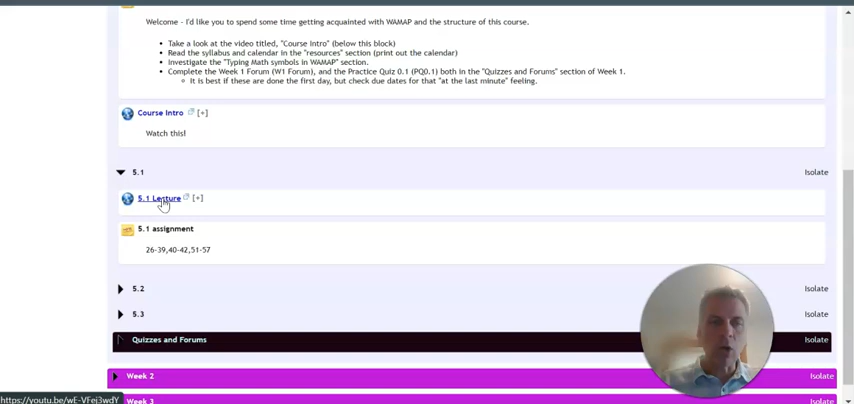 Welcome - I'd like you to spend some time getting acquainted with WAMAP and the structure of this course.
Take a look at the video titled, "Course Intro" (below this block)
Read the syllabus and calendar in the "resources" section (print out the calendar)
Investigate the "Typing Math symbols in WAMAP" section.
Complete the Week 1 Forum (W1 Forum), and the Practice Quiz 0.1 (PQ0.1) both in the "Quizzes and Forums" section of Week 1.
It is best if these are done the first day, but check due dates for that "at the last minute" feeling.
Course Intro [+]
Watch this!
5.1 Isolate
5.1 Lecture [+]
5.1 assignment
26-39,40-42,51-57
5.2 Isolate
5.3 Isolate
Quizzes and Forums Isolate
Week 2 Isolate
Week 3 Isolate
https://youtu.be/wE-VFej3wdY